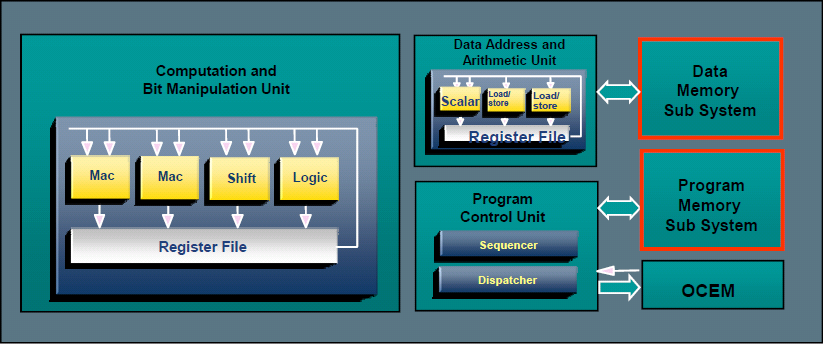 Computation and
Bit Manipulation Unit
Mac
Mac
Shift
Logic
Register File
Data Address and
Arithmetic Unit
Scalar
Load/
store
Load/
store
Register File
Program
Control Unit
Sequencer
Dispatcher
Data
Memory
Sub System
Program
Memory
Sub System
OCEM